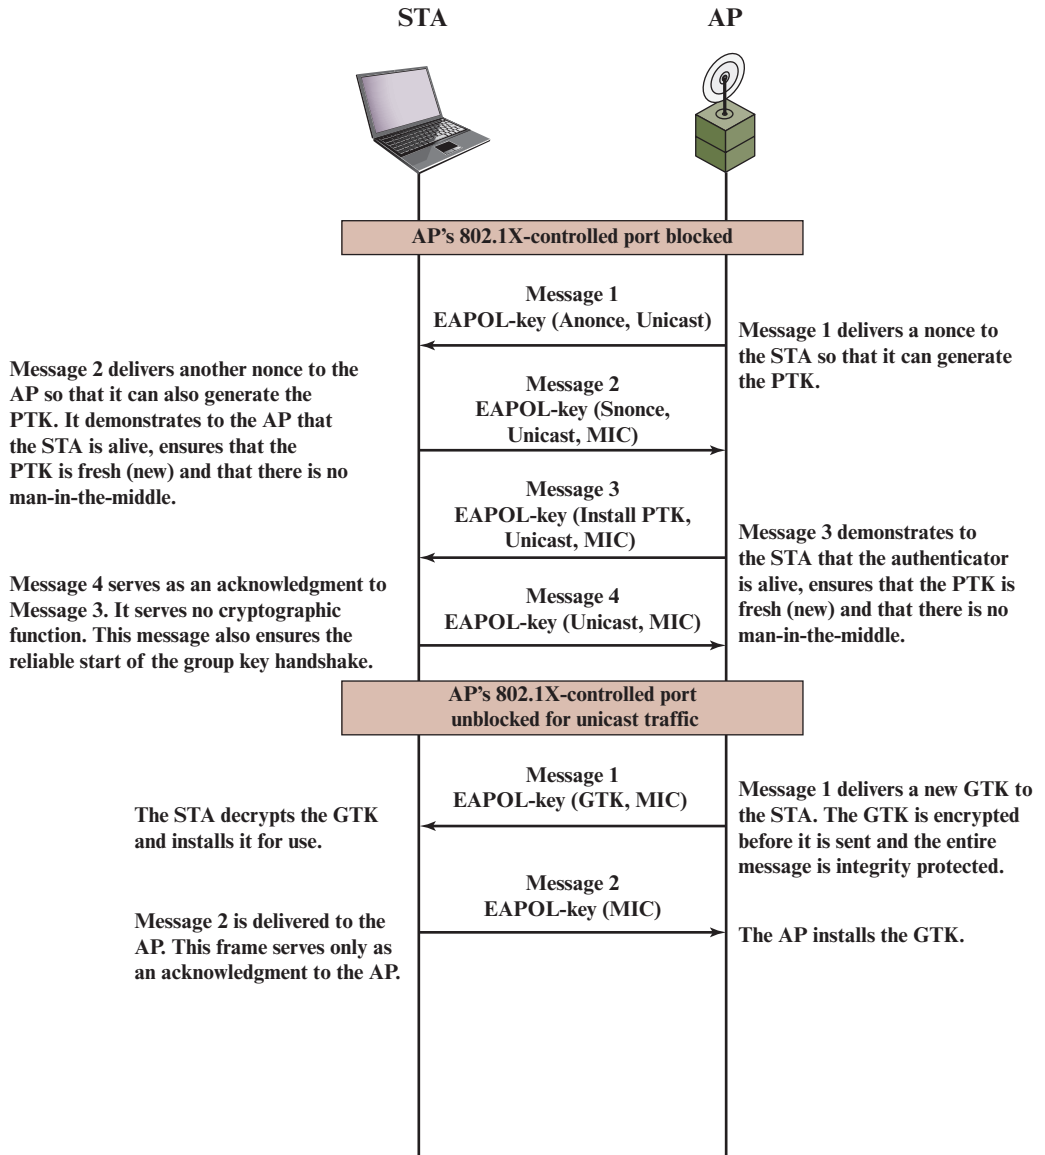 STA
AP
AP's 802.1X-controlled port blocked
Message 1
EAPOL-key (Anonce, Unicast)
Message 1 delivers a nonce to
the STA so that it can generate
the PTK.
Message 2 delivers another nonce to the
AP so that it can also generate the
PTK. It demonstrates to the AP that
the STA is alive, ensures that the
PTK is fresh (new) and that there is no
man-in-the-middle.
Message 2
EAPOL-key (Snonce,
Unicast, MIC)
Message 3
EAPOL-key (Install PTK,
Unicast, MIC)
Message 3 demonstrates to
the STA that the authenticator
is alive, ensures that the PTK is
fresh (new) and that there is no
man-in-the-middle.
Message 4 serves as an acknowledgment to
Message 3. It serves no cryptographic
function. This message also ensures the
reliable start of the group key handshake.
Message 4
EAPOL-key (Unicast, MIC)
AP's 802.1X-controlled port
unblocked for unicast traffic
Message 1
EAPOL-key (GTK, MIC)
Message 1 delivers a new GTK to
the STA. The GTK is encrypted
before it is sent and the entire
message is integrity protected.
The STA decrypts the GTK
and installs it for use.
Message 2
EAPOL-key (MIC)
Message 2 is delivered to the
AP. This frame serves only as
an acknowledgment to the AP.
The AP installs the GTK.